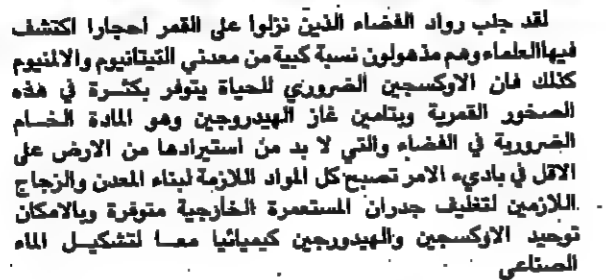 لقد جلب رواد الفضاء الذين نزلوا على القمر احجارا اكتشف
فيها العلماء وهم مذهولون نسبة كبية من معدني التيتانيوم والالمنيوم
كذلك فان الاوكسجين الضروري للحياة يتوفر بكثرة في هذه
الصخور القمرية وبتامين غاز الهيدروجين وهو المادة الخام
الضرورية في الفضاء والتي لا بد من استيرادها من الارض على
الاقل في باديء الامر تصبح كل المواد اللازمة لبناء المعدن والزجاج
اللازمين لتغليف جدران المستعمرة الخارجية متوفرة وبالامكان
توحيد الاوكسجين والهيدورجين كيميائيا معا لتشكيل الماء
الصناعي